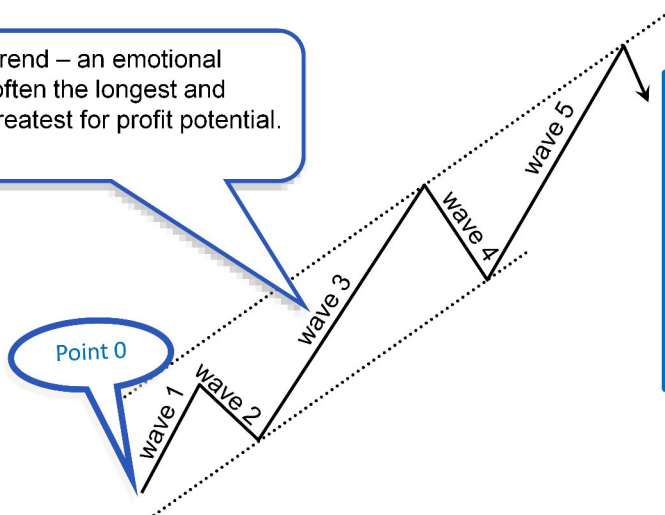 rend – an emotional
often the longest and
reatest for profit potential.
wave 5
wave 4
wave 3
Point 0
wave 1
wave 2